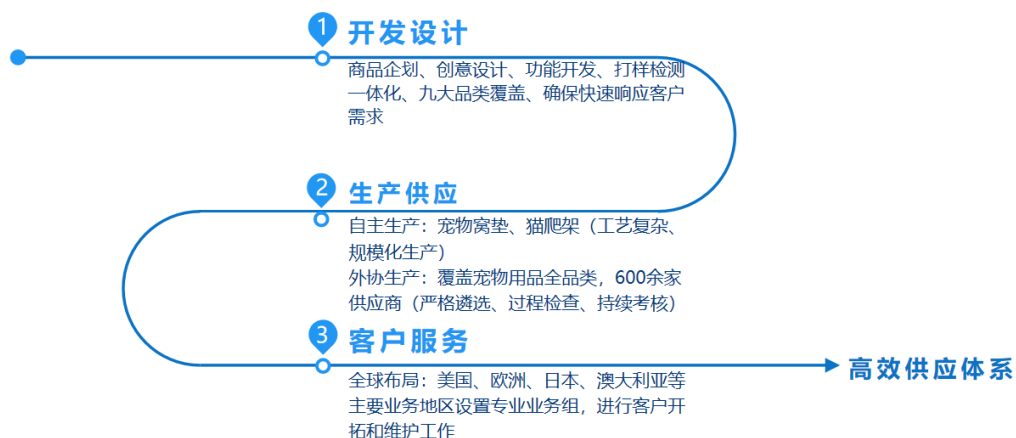 1
开发设计
商品企划、创意设计、功能开发、打样检测
一体化、九大品类覆盖、确保快速响应客户
需求
2
生产供应
自主生产：宠物窝垫、猫爬架（工艺复杂、
规模化生产）
外协生产：覆盖宠物用品全品类，600余家
供应商（严格遴选、过程检查、持续考核）
3
客户服务
高效供应体系
全球布局：美国、欧洲、日本、澳大利亚等
主要业务地区设置专业业务组，进行客户开
拓和维护工作